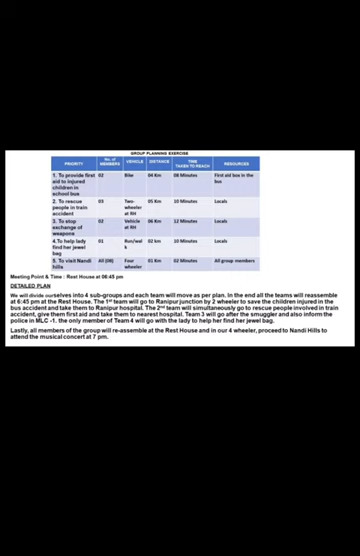 GROUP PLANNING EXERCISE
PRIORITY No. of MEMBERS VEHICLE DISTANCE TIME TAKEN TO REACH RESOURCES
1. To provide first aid to injured children in school bus 02 Bike 04 Km 08 Minutes First aid box in the bus
2. To rescue people in train accident 03 Two-wheeler at RH 05 Km 10 Minutes Locals
3. To stop exchange of weapons 02 Vehicle at RH 06 Km 12 Minutes Locals
4.To help lady find her jewel bag 01 Run/walk 02 km 10 Minutes Locals
5. To visit Nandi hills All (08) Four wheeler 01 Km 02 Minutes All group members
Meeting Point & Time : Rest House at 06:45 pm
DETAILED PLAN
We will divide ourselves into 4 sub-groups and each team will move as per plan. In the end all the teams will reassemble
at 6:45 pm at the Rest House. The 1st team will go to Ranipur junction by 2 wheeler to save the children injured in the
bus accident and take them to Ranipur hospital. The 2nd team will simultaneously go to rescue people involved in train
accident, give them first aid and take them to nearest hospital. Team 3 will go after the smuggler and also inform the
police in MLC -1. the only member of Team 4 will go with the lady to help her find her jewel bag.
Lastly, all members of the group will re-assemble at the Rest House and in our 4 wheeler, proceed to Nandi Hills to
attend the musical concert at 7 pm.